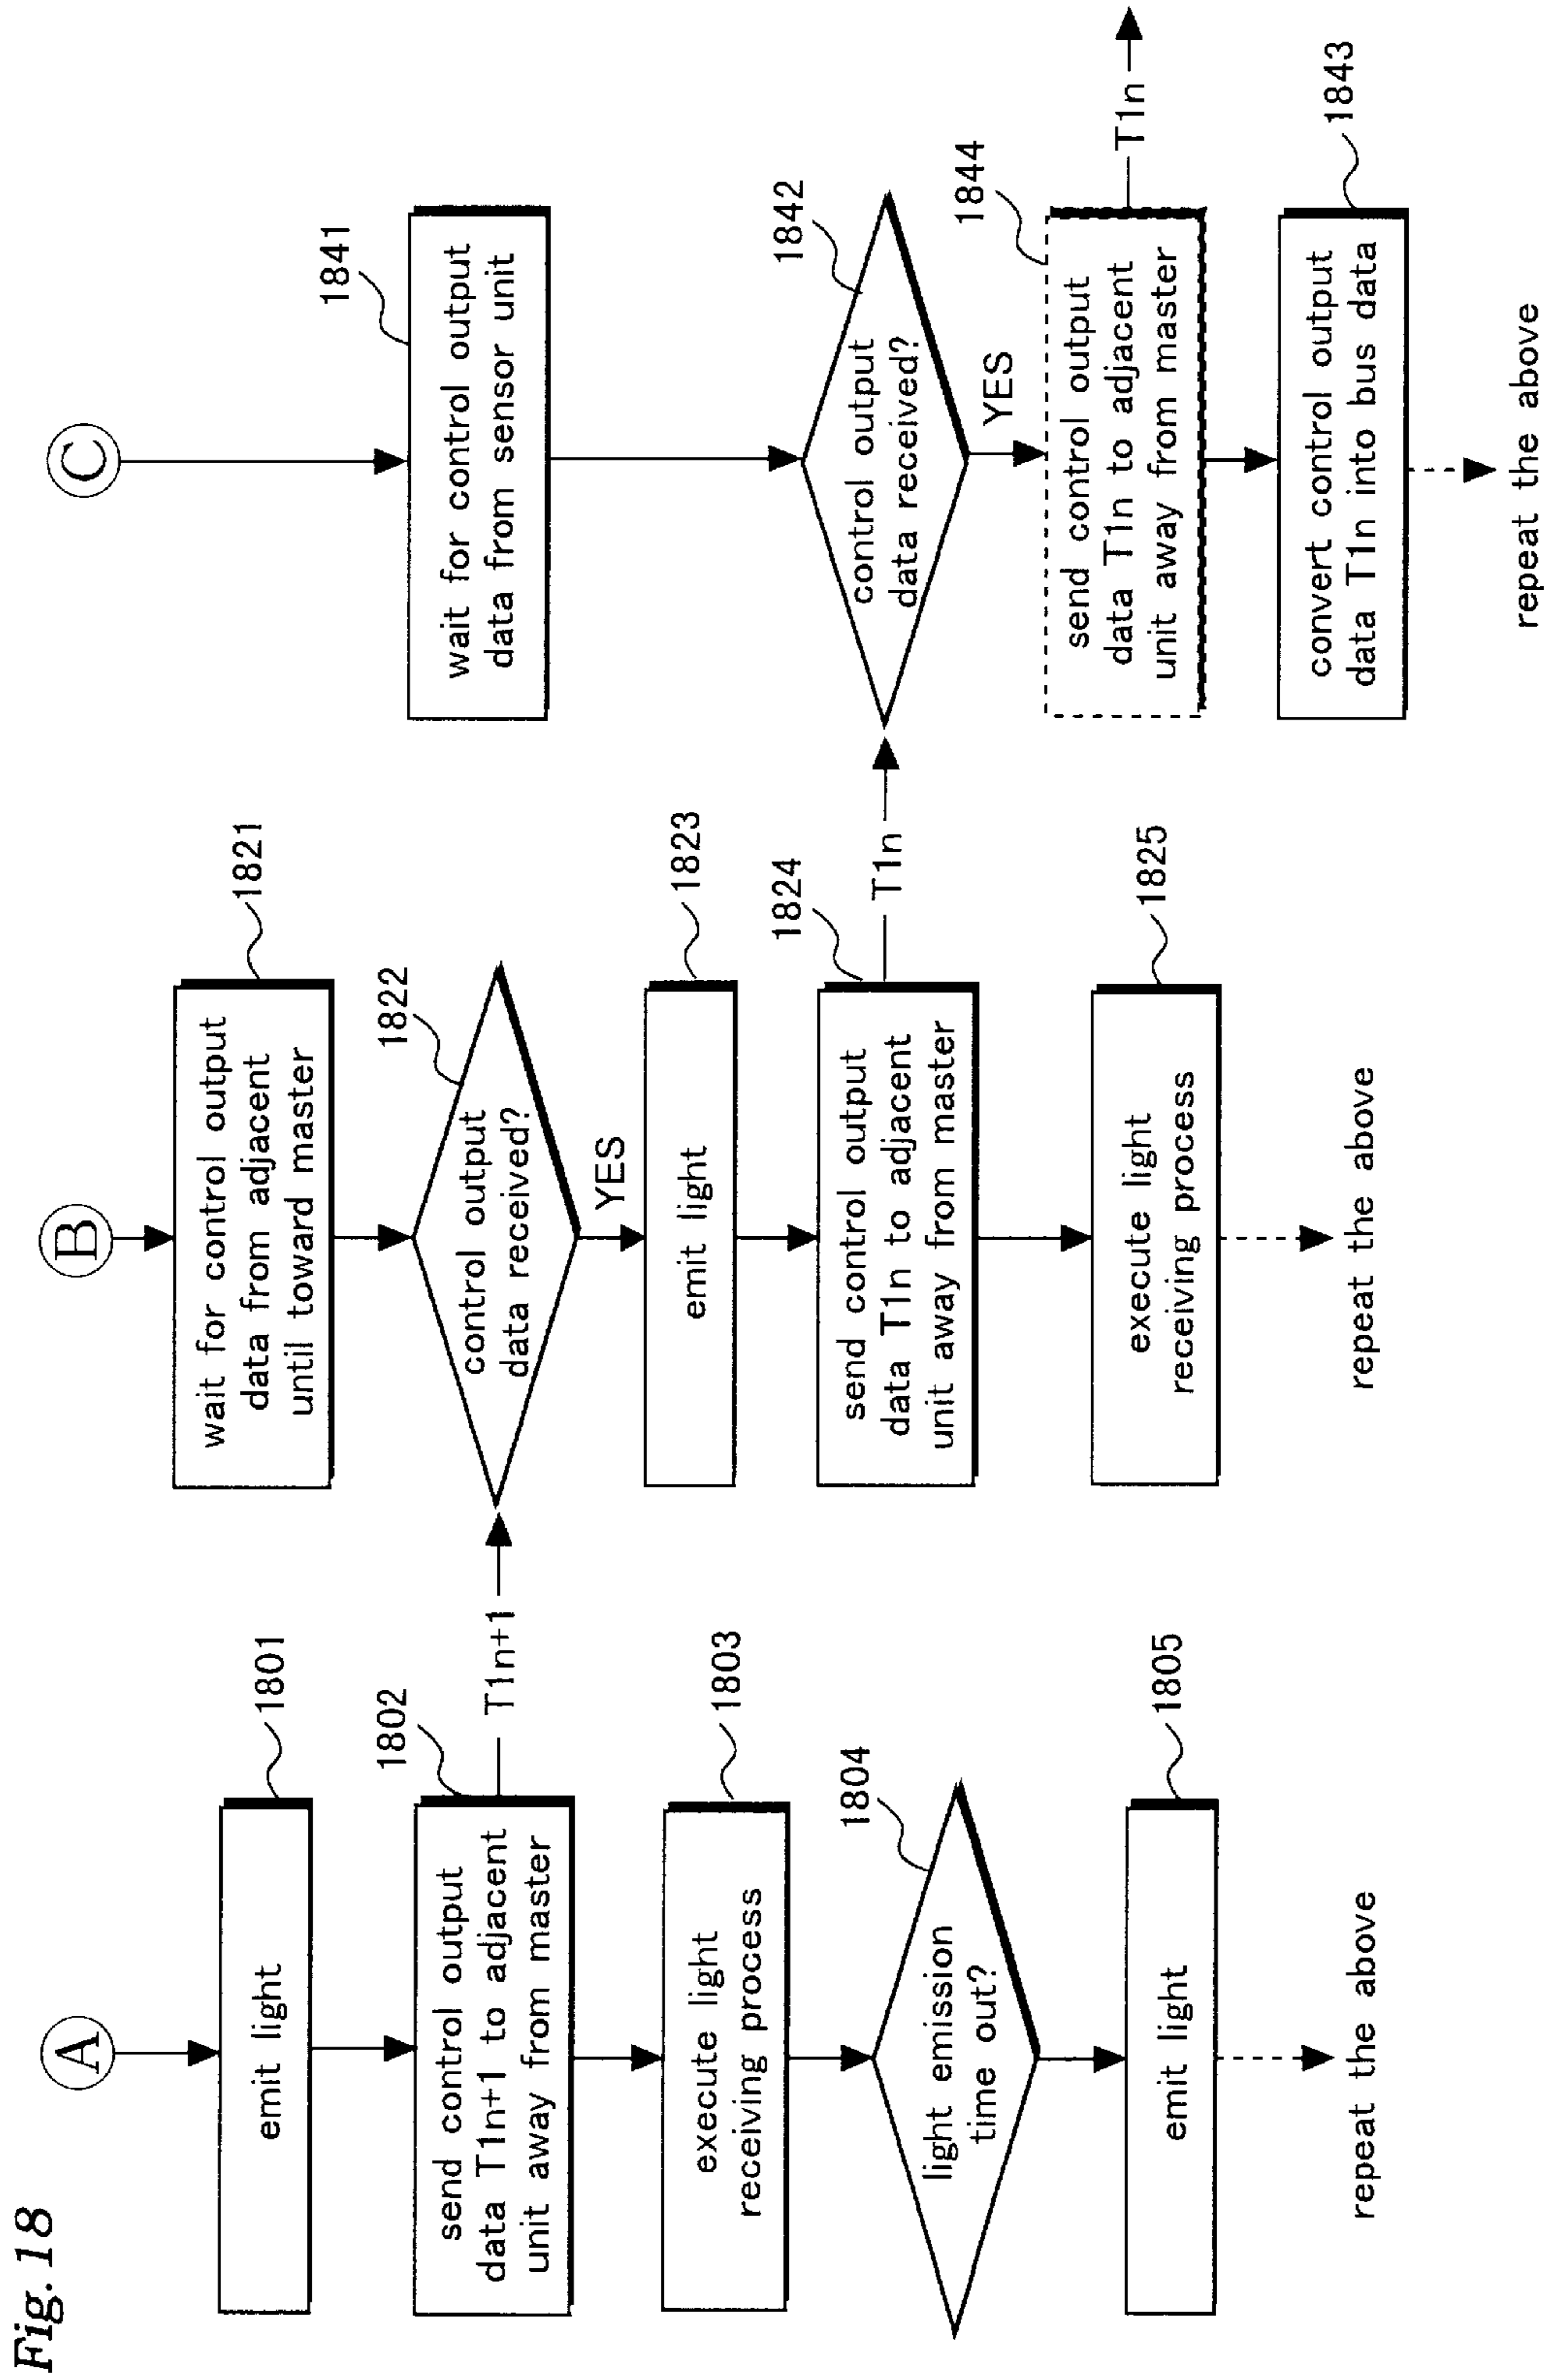 Fig. 18
A
emit light
1801
send control output
data T1n+1 to adjacent
unit away from master
1802
T1n+1
execute light
receiving process
1803
light emission
time out?
1804
emit light
1805
repeat the above
B
wait for control output
data from adjacent
until toward master
1821
control output
data received?
1822
YES
emit light
1823
send control output
data T1n to adjacent
unit away from master
1824
T1n
execute light
receiving process
1825
repeat the above
C
wait for control output
data from sensor unit
1841
control output
data received?
1842
YES
send control output
data T1n to adjacent
unit away from master
1844
T1n
convert control output
data T1n into bus data
1843
repeat the above